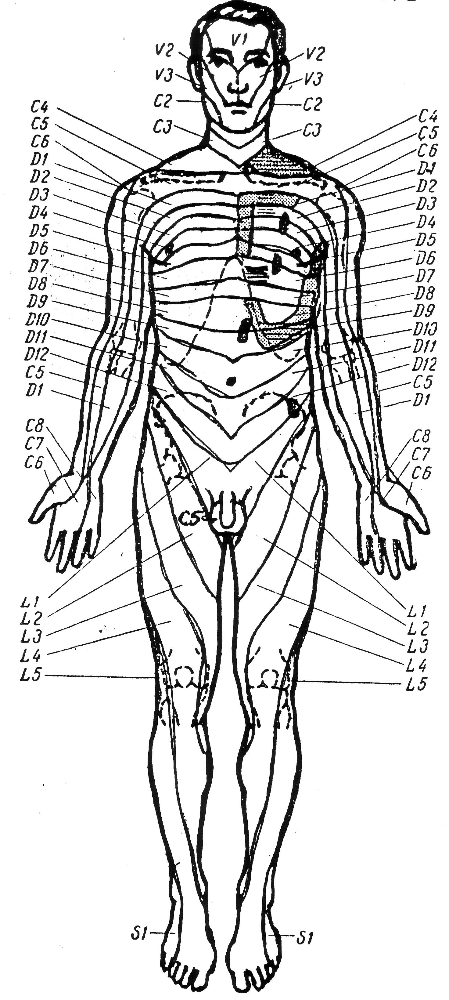 V1
V2 V2
V3 V3
C2 C2
C3 C3
C4 C4
C5 C5
C6 C6
D1 D1
D2 D2
D3 D3
D4 D4
D5 D5
D6 D6
D7 D7
D8 D8
D9 D9
D10 D10
D11 D11
D12 D12
C5 C5
D1 D1
C8 C8
C7 C7
C6 C6
C5
L1 L1
L2 L2
L3 L3
L4 L4
L5 L5
S1 S1